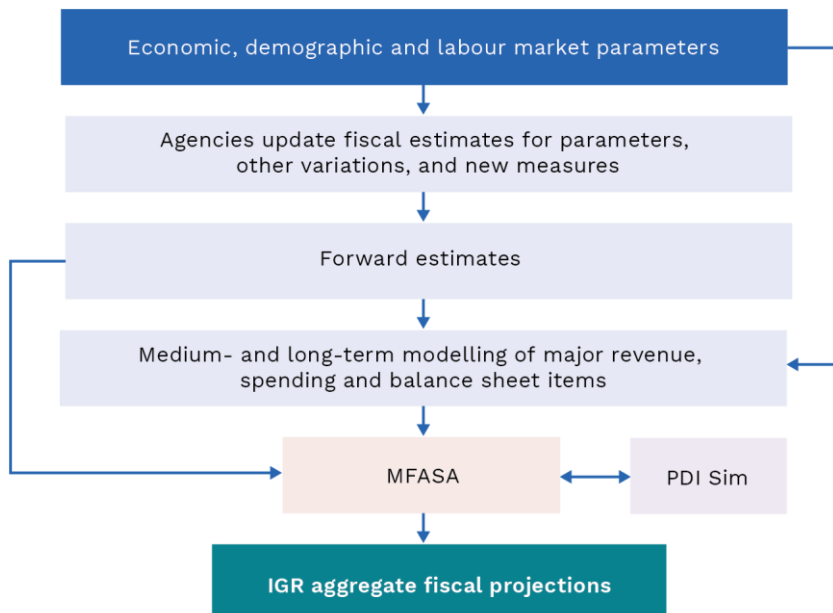 Economic, demographic and labour market parameters
Agencies update fiscal estimates for parameters,
other variations, and new measures
Forward estimates
Medium- and long-term modelling of major revenue,
spending and balance sheet items
MFASA
PDI Sim
IGR aggregate fiscal projections